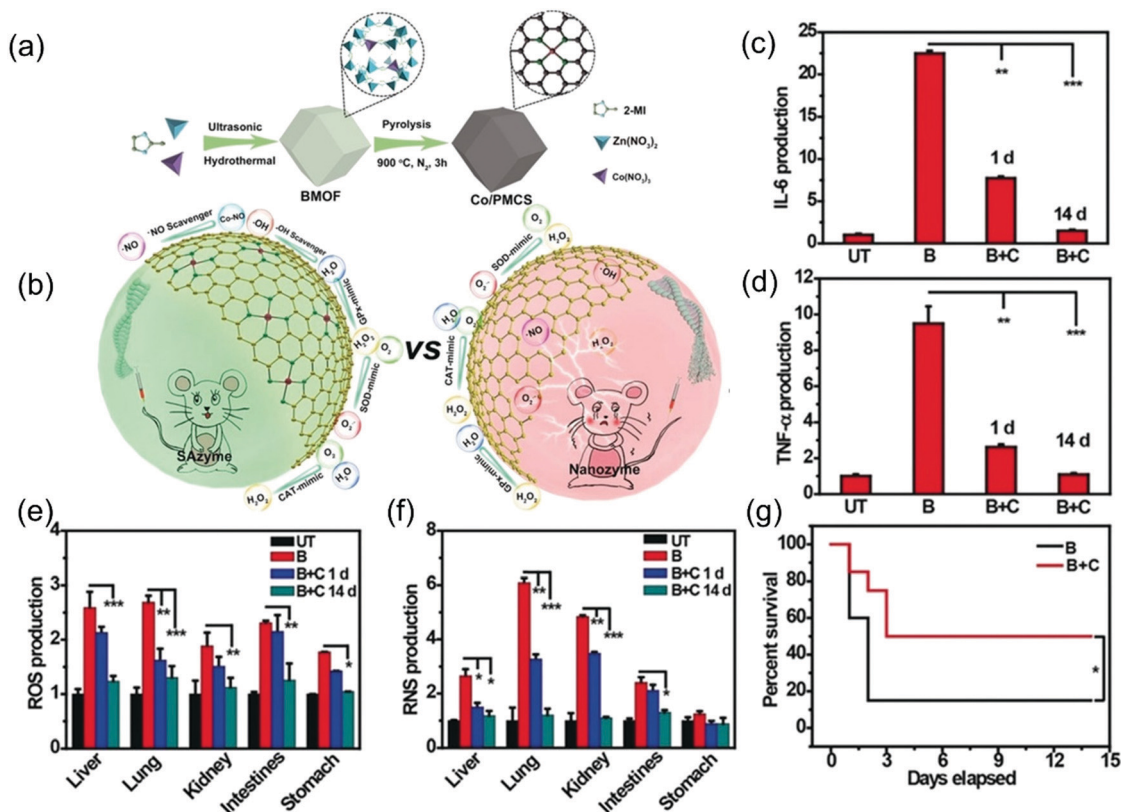 (a)
Ultrasonic
Hydrothermal
BMOF
Pyrolysis
900 °C, N₂, 3h
Co/PMCS
2-MI
Zn(NO₃)₂
Co(NO₃)₃
(b)
·NO
·NO Scavenger
Co-NO
·OH
·OH Scavenger
H₂O
GPx-mimic
H₂O₂
O₂
SOD-mimic
O₂⁻
O₂
H₂O
CAT-mimic
H₂O₂
SAzyme
VS
O₂
H₂O₂
SOD-mimic
O₂⁻
·OH
·NO
H₂O₂
O₂⁻
H₂O
O₂
CAT-mimic
H₂O₂
H₂O
GPx-mimic
H₂O₂
Nanozyme
(c)
IL-6 production
25
20
15
10
5
0
** ***
1 d
14 d
UT B B+C B+C
(d)
TNF-α production
12
10
8
6
4
2
0
** ***
1 d 14 d
UT B B+C B+C
(e)
ROS production
4
3
2
1
0
UT
B
B+C 1 d
B+C 14 d
*** ** *** ** ** *
Liver Lung Kidney Intestines Stomach
(f)
RNS production
8
6
4
2
0
UT
B
B+C 1 d
B+C 14 d
* * ** *** ** *** *
Liver Lung Kidney Intestines Stomach
(g)
Percent survival
100
80
60
40
20
0
B
B+C
*
0 3 6 9 12 15
Days elapsed